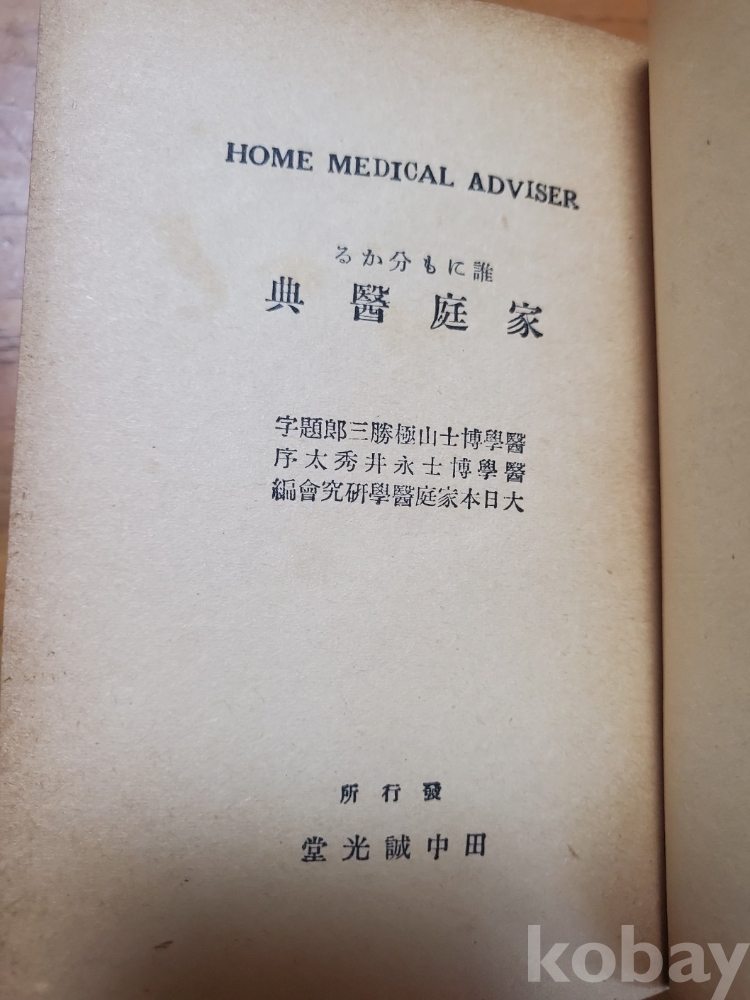 HOME MEDICAL ADVISER
誰にも分かる
家庭醫典
醫學博士山極勝三郎題字
醫學博士永井秀太序
大日本家庭醫學研究會編
發行所
田中誠光堂
kobay